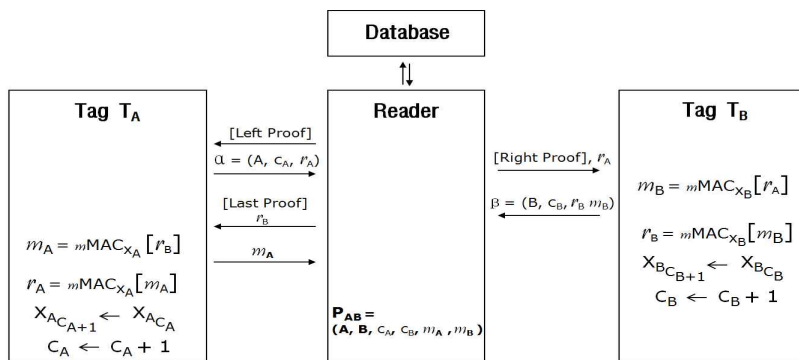 Database
Tag T_A
[Left Proof]
α = (A, c_A, r_A)
[Last Proof]
r_B
m_A
m_A = mMAC_{X_A}[r_B]
r_A = mMAC_{X_A}[m_A]
X_{A_{C_A+1}} ← X_{A_{C_A}}
C_A ← C_A + 1
Reader
P_AB =
(A, B, c_A, c_B, m_A, m_B)
[Right Proof], r_A
β = (B, c_B, r_B m_B)
Tag T_B
m_B = mMAC_{X_B}[r_A]
r_B = mMAC_{X_B}[m_B]
X_{B_{C_B+1}} ← X_{B_{C_B}}
C_B ← C_B + 1